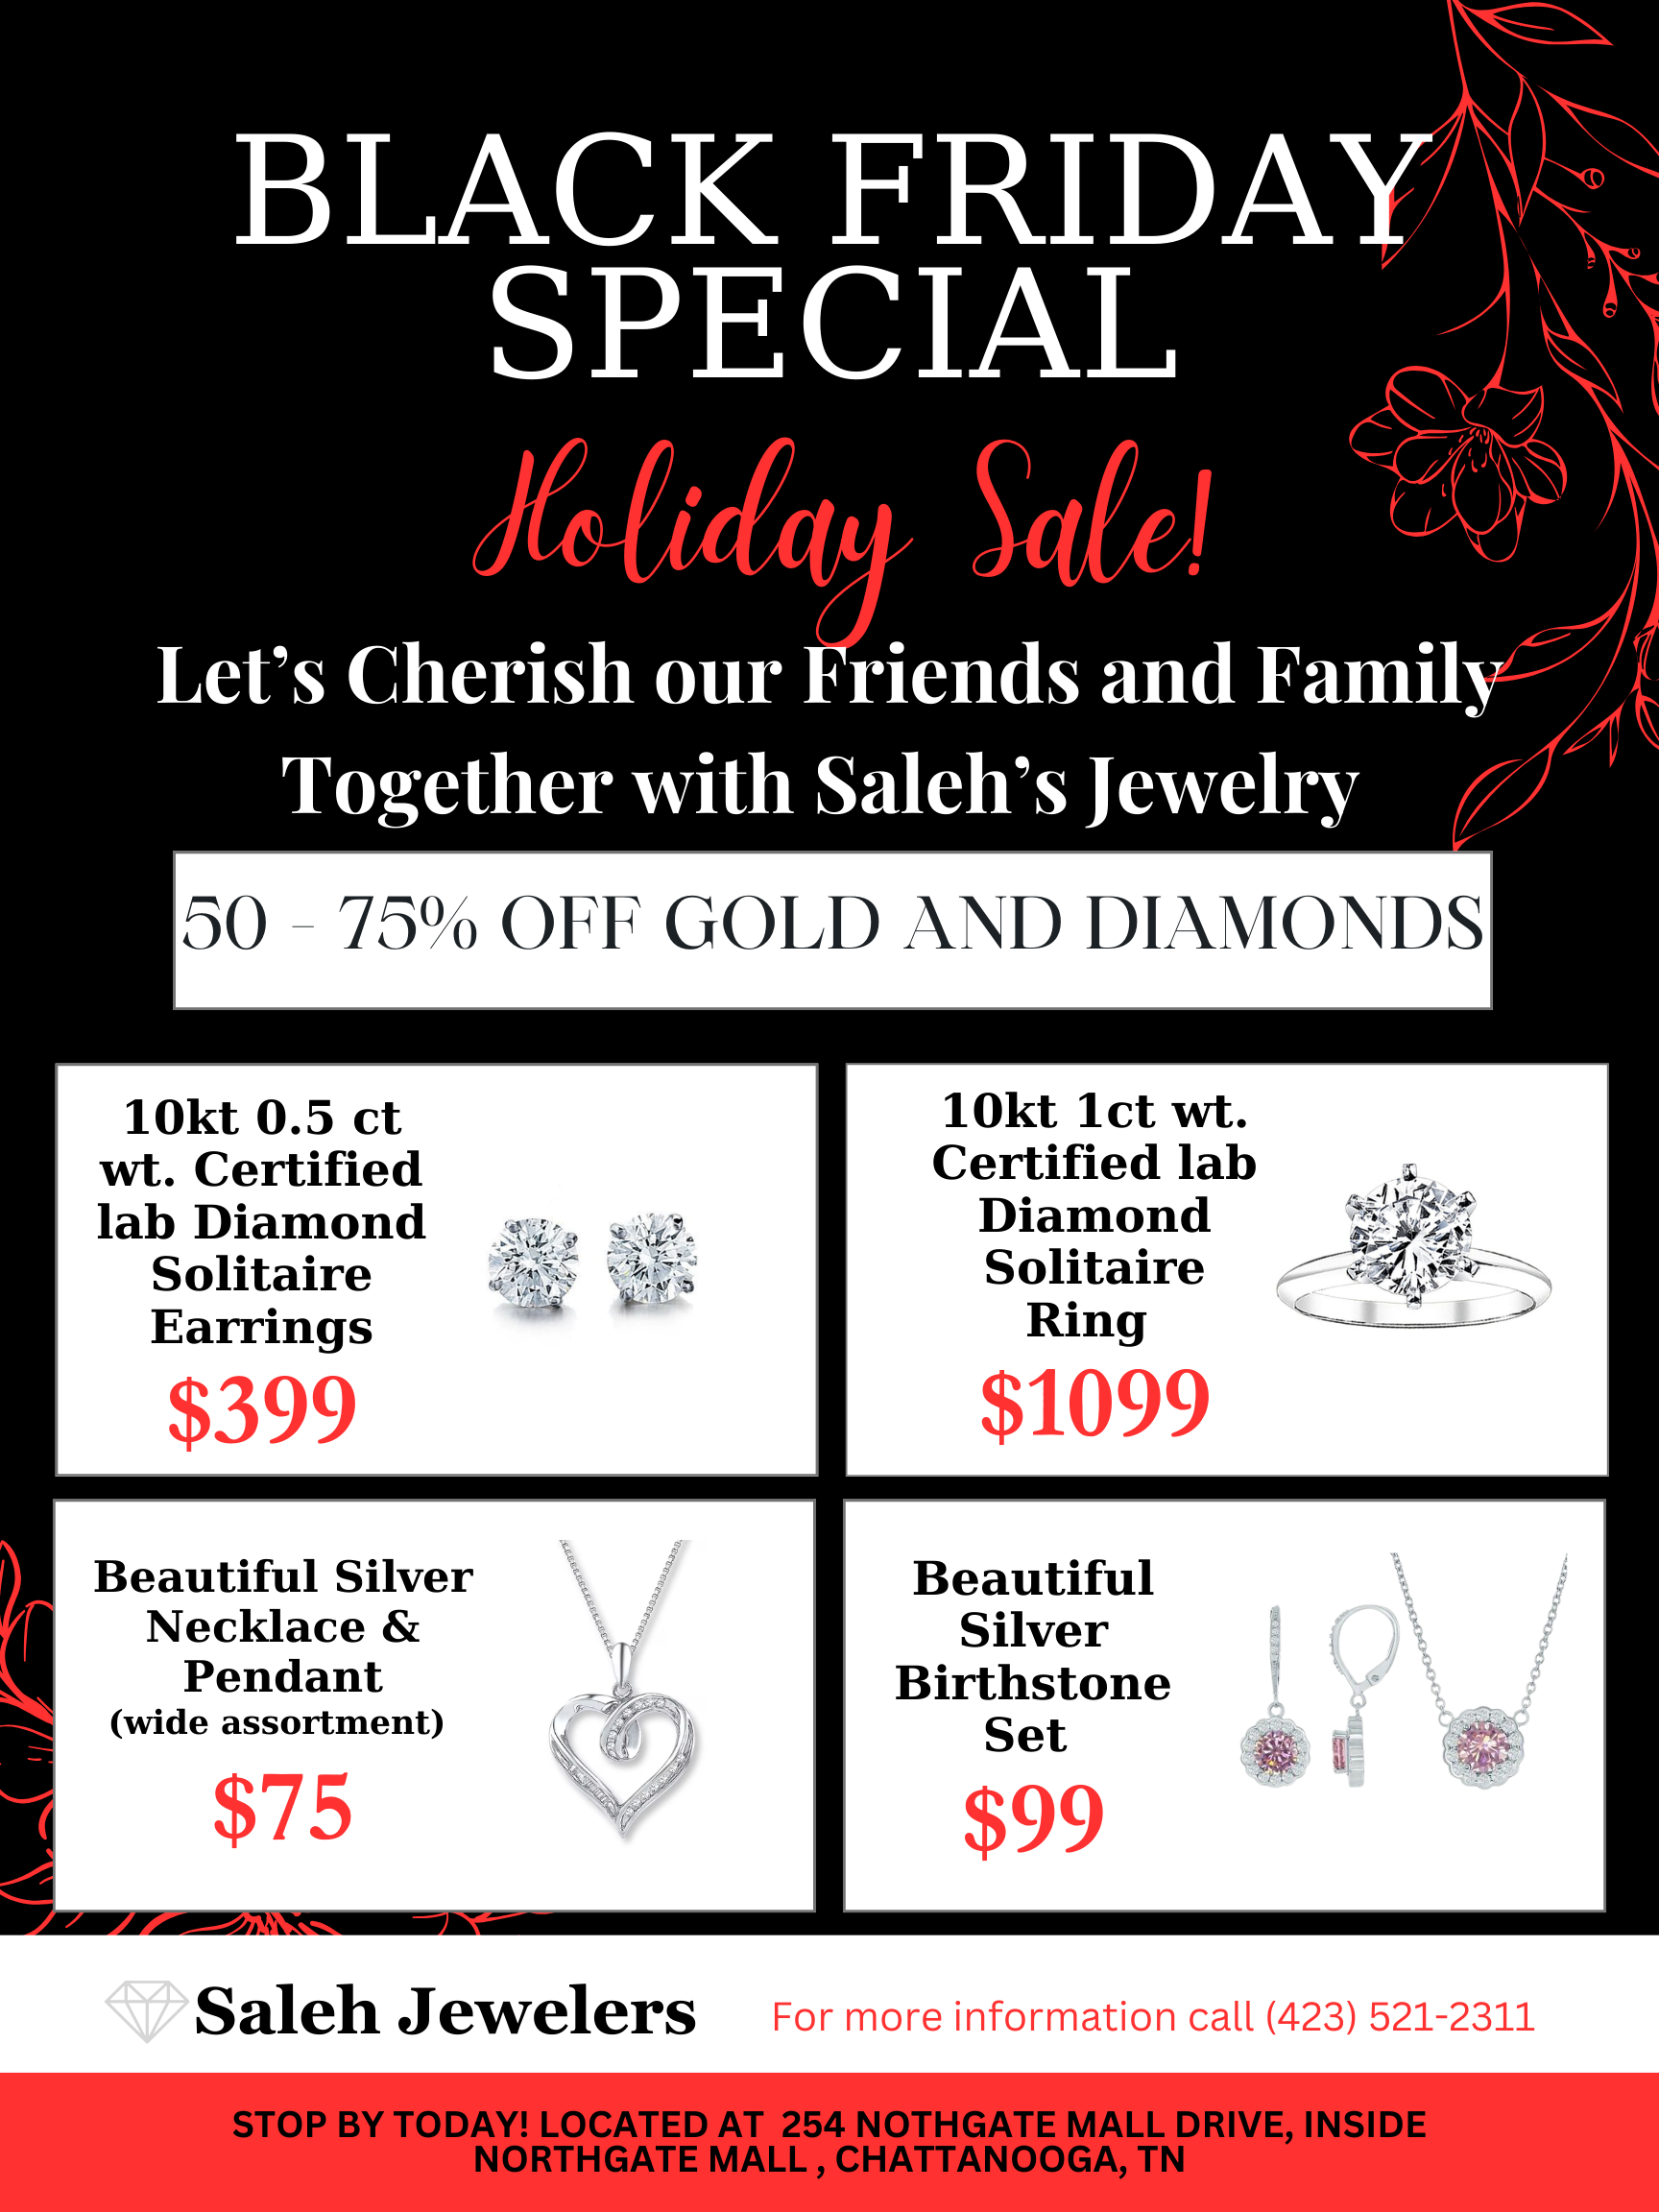 BLACK FRIDAY
SPECIAL
Holiday Sale!
Let’s Cherish our Friends and Family
Together with Saleh’s Jewelry
50 - 75% OFF GOLD AND DIAMONDS
10kt 0.5 ct
wt. Certified
lab Diamond
Solitaire
Earrings
$399
10kt 1ct wt.
Certified lab
Diamond
Solitaire
Ring
$1099
Beautiful Silver
Necklace &
Pendant
(wide assortment)
$75
Beautiful
Silver
Birthstone
Set
$99
Saleh Jewelers
For more information call (423) 521-2311
STOP BY TODAY! LOCATED AT 254 NOTHGATE MALL DRIVE, INSIDE
NORTHGATE MALL , CHATTANOOGA, TN